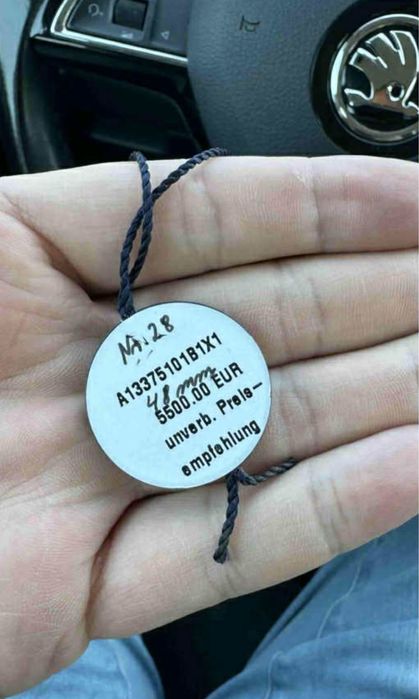 Nr. 28
A13375101B1X1
48 mm
5500.00 EUR
unverb. Preis-
empfehlung